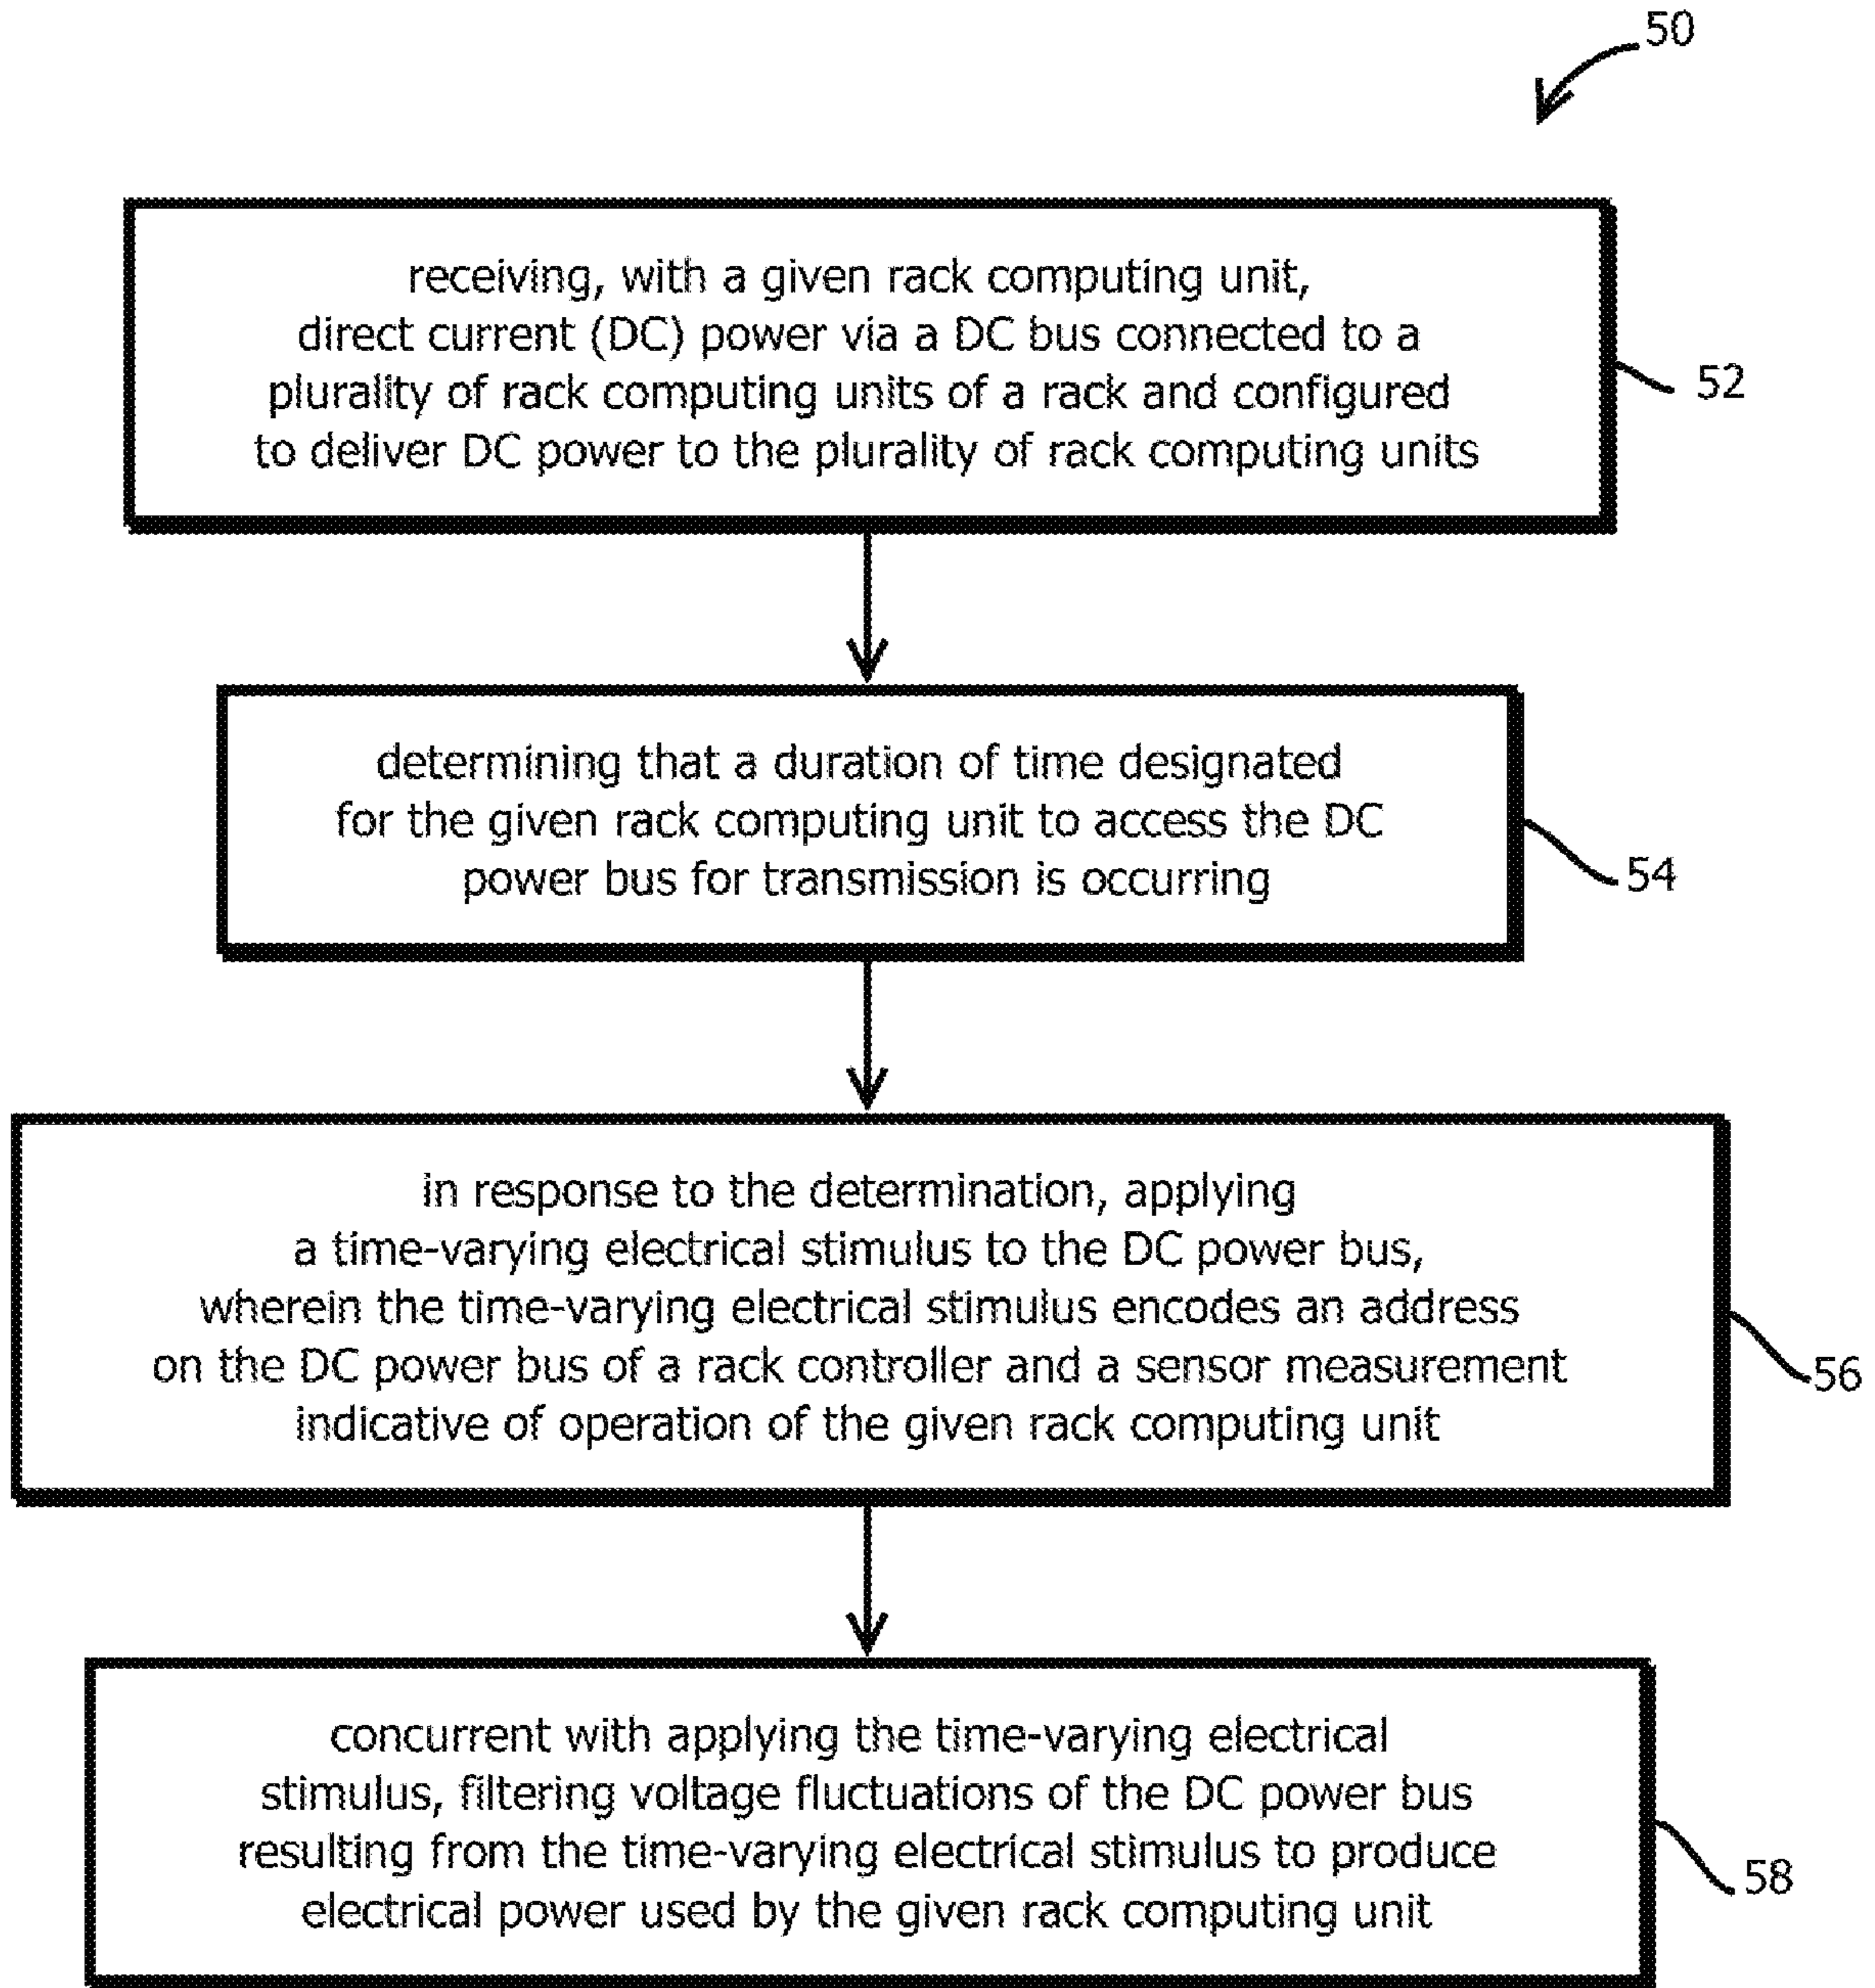 50
receiving, with a given rack computing unit,
direct current (DC) power via a DC bus connected to a
plurality of rack computing units of a rack and configured
to deliver DC power to the plurality of rack computing units
52
determining that a duration of time designated
for the given rack computing unit to access the DC
power bus for transmission is occurring
54
in response to the determination, applying
a time-varying electrical stimulus to the DC power bus,
wherein the time-varying electrical stimulus encodes an address
on the DC power bus of a rack controller and a sensor measurement
indicative of operation of the given rack computing unit
56
concurrent with applying the time-varying electrical
stimulus, filtering voltage fluctuations of the DC power bus
resulting from the time-varying electrical stimulus to produce
electrical power used by the given rack computing unit
58